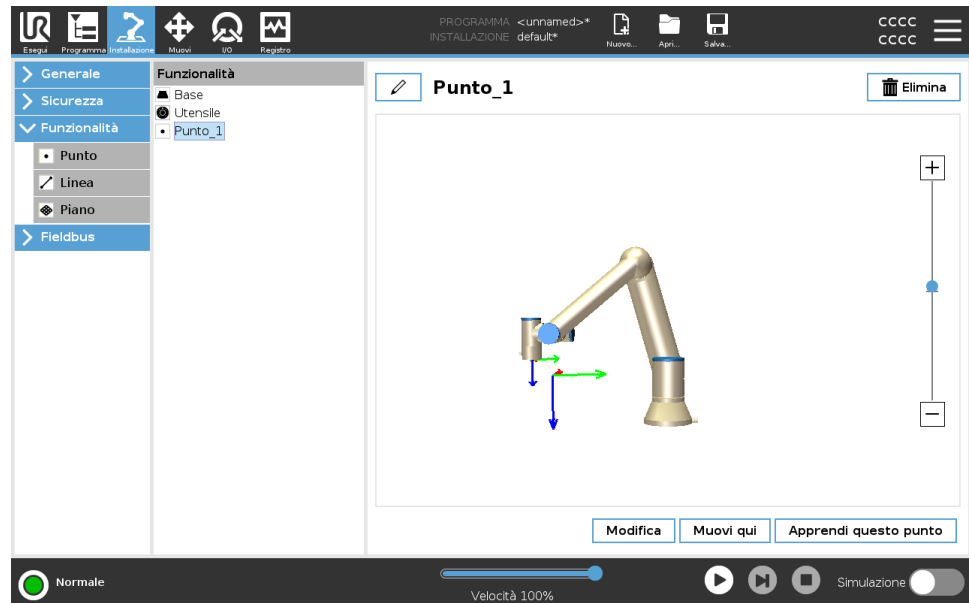 PROGRAMMA <unnamed>*
INSTALLAZIONE default*
Esegui
Programma
Installazione
Muovi
I/O
Registro
Nuovo...
Apri...
Salva...
CCCC
CCCC
Generale
Sicurezza
Funzionalità
Punto
Linea
Piano
Fieldbus
Funzionalità
Base
Utensile
Punto_1
Punto_1
Elimina
Modifica
Muovi qui
Apprendi questo punto
Normale
Velocità 100%
Simulazione